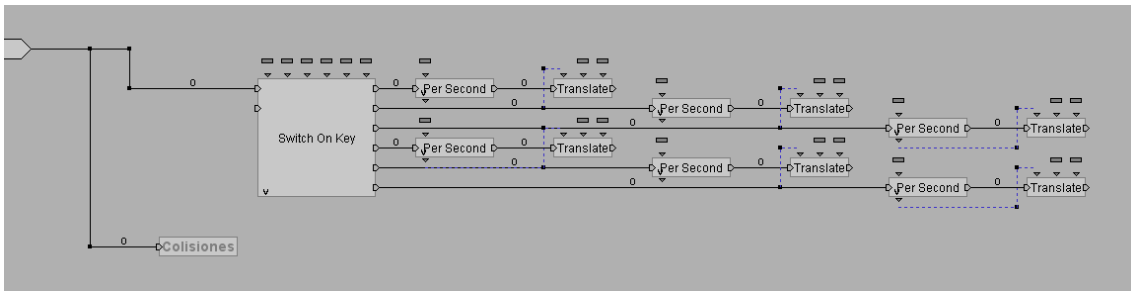 0
0
Per Second
0
Translate
0
Per Second
0
Translate
0
Per Second
0
Translate
Switch On Key
0
Per Second
0
Translate
0
Per Second
0
Translate
0
Per Second
0
Translate
0
Colisiones